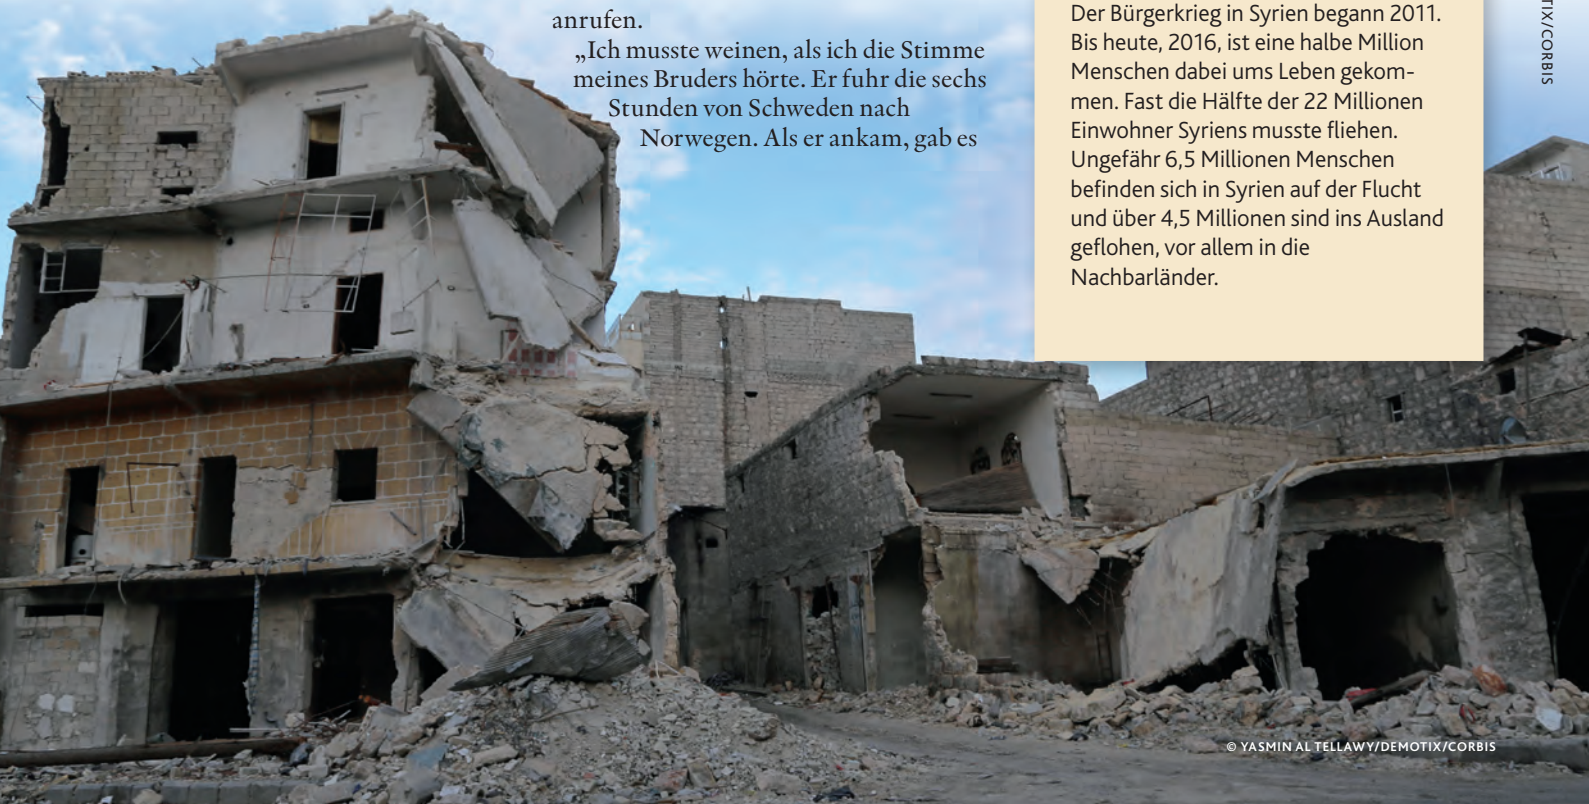 anrufen.
„Ich musste weinen, als ich die Stimme
meines Bruders hörte. Er fuhr die sechs
Stunden von Schweden nach
Norwegen. Als er ankam, gab es
Der Bürgerkrieg in Syrien begann 2011.
Bis heute, 2016, ist eine halbe Million
Menschen dabei ums Leben gekom-
men. Fast die Hälfte der 22 Millionen
Einwohner Syriens musste fliehen.
Ungefähr 6,5 Millionen Menschen
befinden sich in Syrien auf der Flucht
und über 4,5 Millionen sind ins Ausland
geflohen, vor allem in die
Nachbarländer.
TIX/CORBIS
© YASMIN AL TELLAWY/DEMOTIX/CORBIS